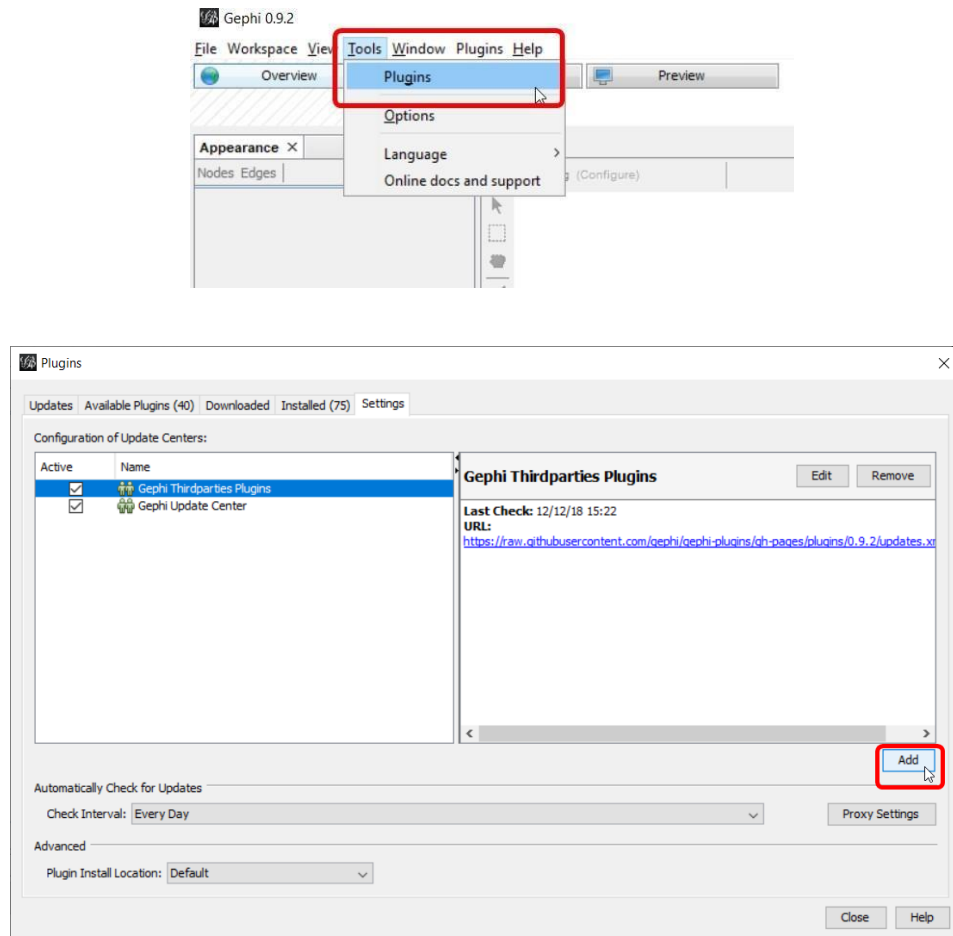 Gephi 0.9.2
File Workspace View Tools Window Plugins Help
Overview Plugins Preview
Options
Appearance ×
Language
Nodes Edges (Configure)
Online docs and support
Plugins
Updates Available Plugins (40) Downloaded Installed (75) Settings
Configuration of Update Centers:
Active Name
Gephi Thirdparties Plugins
Gephi Update Center
Gephi Thirdparties Plugins Edit Remove
Last Check: 12/12/18 15:22
URL:
https://raw.githubusercontent.com/gephi/gephi-plugins/gh-pages/plugins/0.9.2/updates.xm
Add
Automatically Check for Updates
Check Interval: Every Day Proxy Settings
Advanced
Plugin Install Location: Default
Close Help